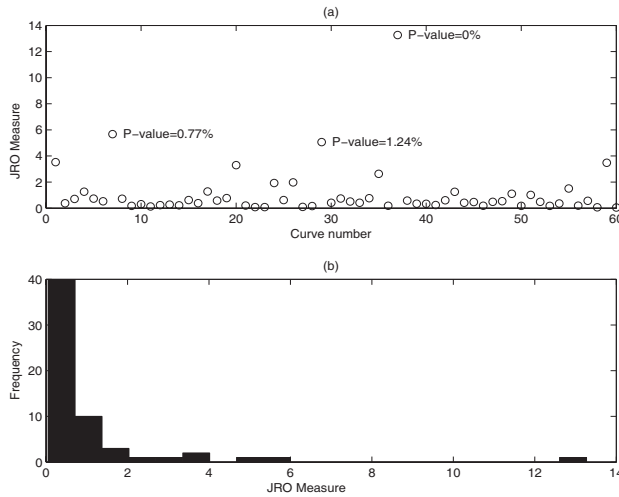 (a)
14
12
10
8
6
4
2
0
JRO Measure
P-value=0%
P-value=0.77%
P-value=1.24%
0 10 20 30 40 50 60
Curve number
(b)
40
30
20
10
0
Frequency
0 2 4 6 8 10 12 14
JRO Measure